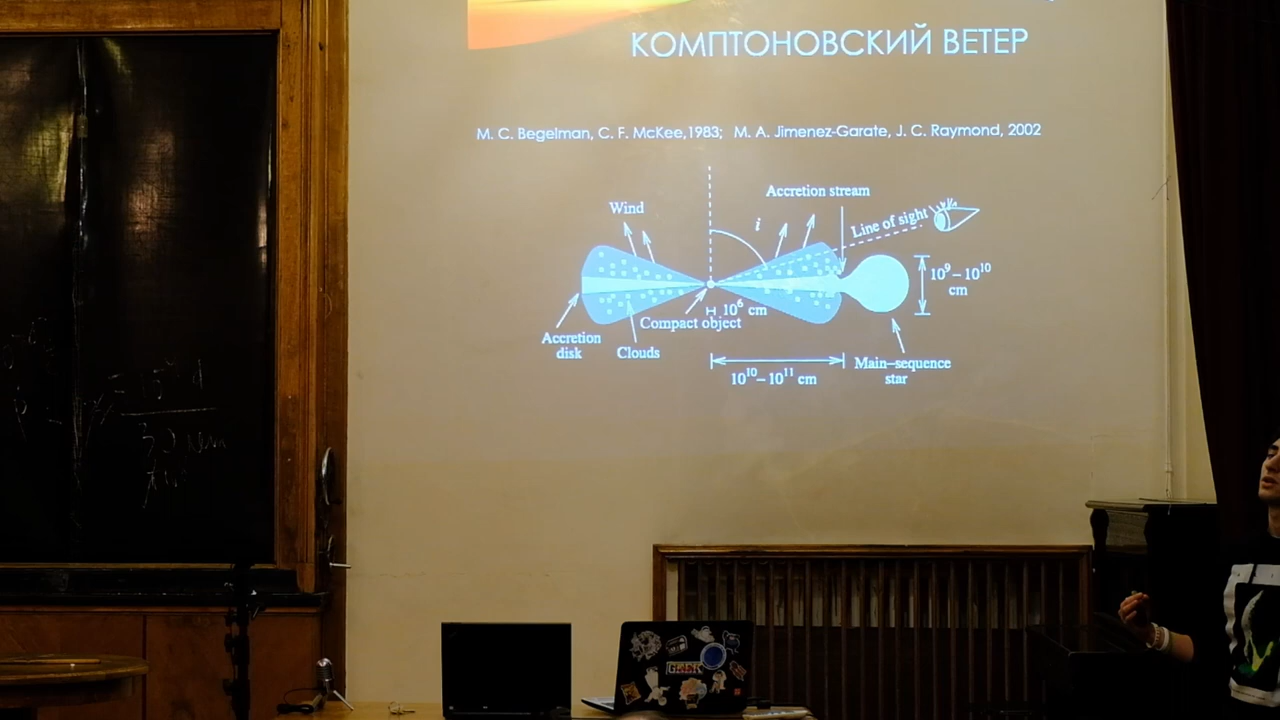 КОМПТОНОВСКИЙ ВЕТЕР
M. C. Begelman, C. F. McKee,1983; M. A. Jimenez-Garate, J. C. Raymond, 2002
Accretion stream
Wind
i
Line of sight
10⁹–10¹⁰
cm
10⁶ cm
Compact object
Accretion
disk
Clouds
Main–sequence
star
10¹⁰–10¹¹ cm
GEEK